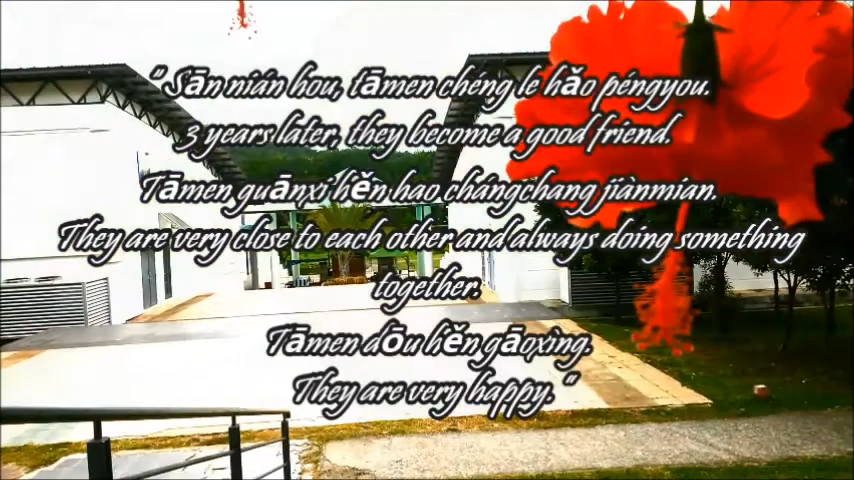 “Sān nián hou, tāmen chéng le hǎo péngyou.
3 years later, they become a good friend.
Tāmen guānxì hěn hao, chángchang jiànmian
They are very close to each other and always doing something
together.
Tāmen dōu hěn gāoxìng.
They are very happy. ”